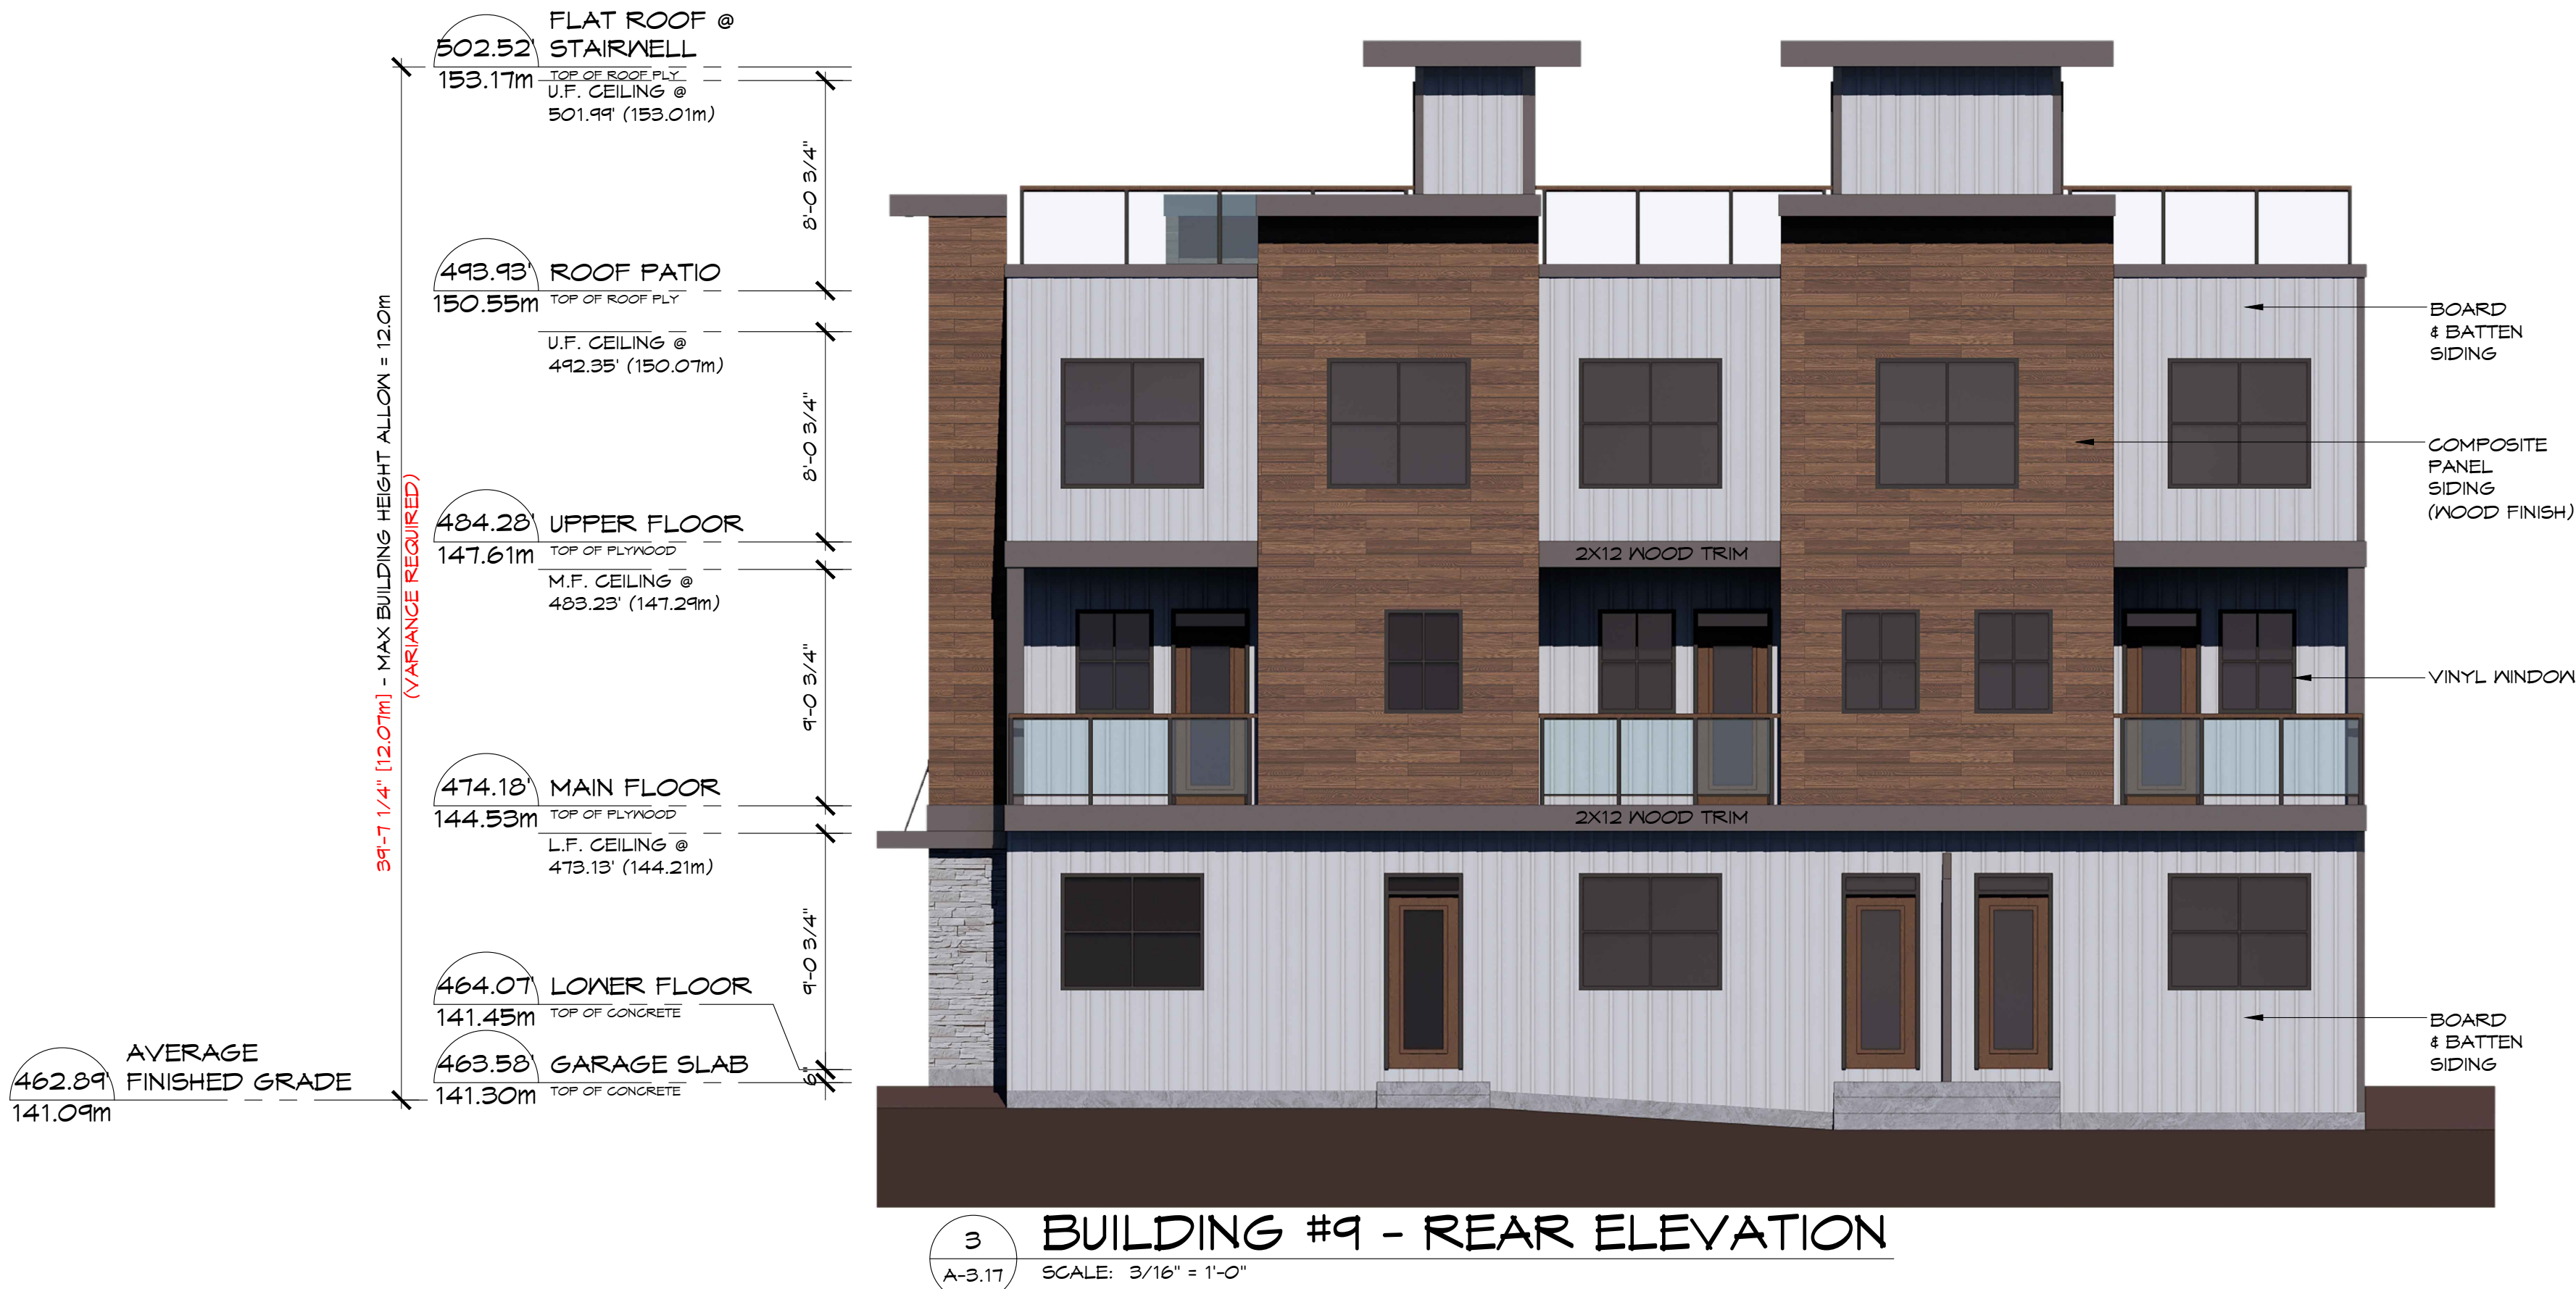 FLAT ROOF @
502.52' STAIRWELL
153.17m TOP OF ROOF PLY
U.F. CEILING @
501.99' (153.01m)
8'-0 3/4"
493.93' ROOF PATIO
150.55m TOP OF ROOF PLY
U.F. CEILING @
492.35' (150.07m)
8'-0 3/4"
39'-7 1/4" [12.07m] - MAX BUILDING HEIGHT ALLOW = 12.0m
(VARIANCE REQUIRED)
484.28' UPPER FLOOR
147.61m TOP OF PLYWOOD
M.F. CEILING @
483.23' (147.29m)
9'-0 3/4"
474.18' MAIN FLOOR
144.53m TOP OF PLYWOOD
L.F. CEILING @
473.13' (144.21m)
9'-0 3/4"
464.07' LOWER FLOOR
141.45m TOP OF CONCRETE
6"
463.58' GARAGE SLAB
141.30m TOP OF CONCRETE
AVERAGE
462.89' FINISHED GRADE
141.09m
2X12 WOOD TRIM
2X12 WOOD TRIM
BOARD
& BATTEN
SIDING
COMPOSITE
PANEL
SIDING
(WOOD FINISH)
VINYL WINDOW
BOARD
& BATTEN
SIDING
3 BUILDING #9 - REAR ELEVATION
A-3.17 SCALE: 3/16" = 1'-0"